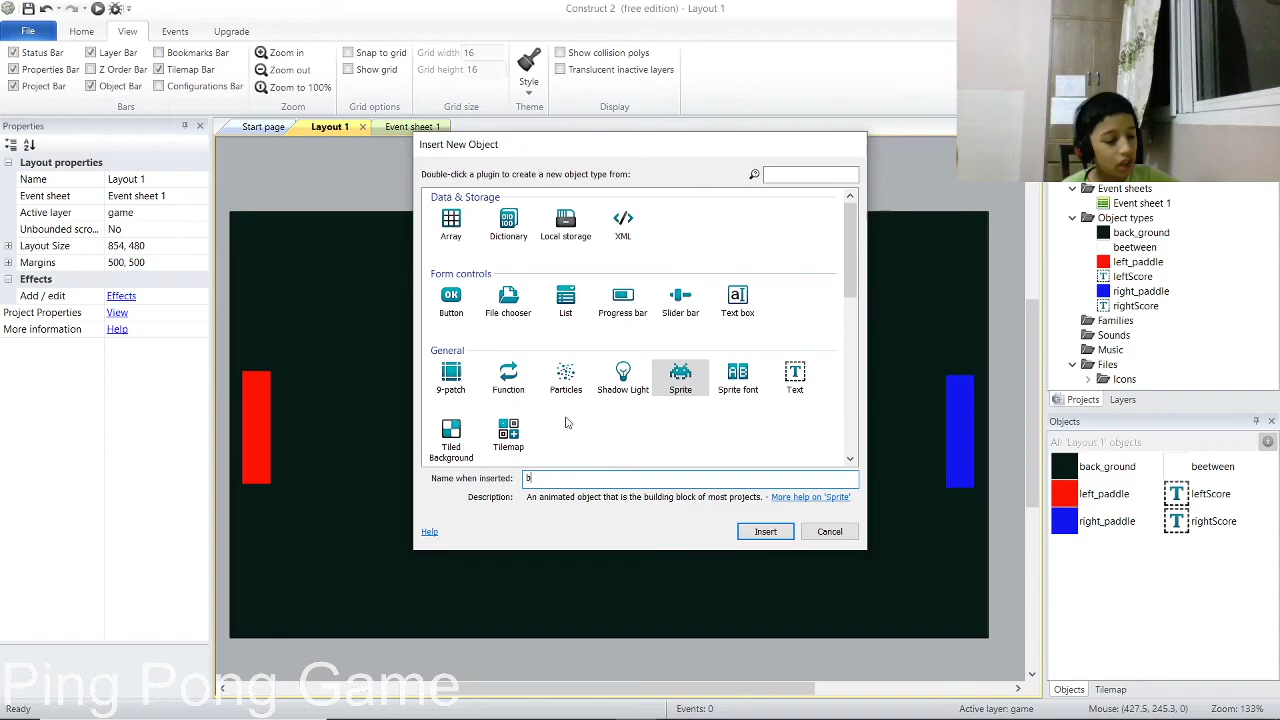 Construct 2 (free edition) - Layout 1
File Home View Events Upgrade
Status Bar Layer Bar Bookmarks Bar
Properties Bar Z Order Bar Tilemap Bar
Project Bar Object Bar Configurations Bar
Bars
Zoom in
Zoom out
Zoom to 100%
Zoom
Snap to grid
Show grid
Grid options
Grid width 16
Grid height 16
Grid size
Style
Theme
Show collision polys
Translucent inactive layers
Display
Properties
Start page Layout 1 Event sheet 1
Layout properties
Name Layout 1
Event sheet Event sheet 1
Active layer game
Unbounded scro... No
Layout Size 854, 480
Margins 500, 500
Effects
Add / edit Effects
Project Properties View
More information Help
Insert New Object
Double-click a plugin to create a new object type from:
Data & Storage
Array Dictionary Local storage XML
Form controls
Button File chooser List Progress bar Slider bar Text box
General
9-patch Function Particles Shadow Light Sprite Sprite font Text
Tiled Background Tilemap
Name when inserted: b
Description: An animated object that is the building block of most projects. - More help on 'Sprite'
Help Insert Cancel
Event sheets
Event sheet 1
Object types
back_ground
beetween
left_paddle
leftScore
right_paddle
rightScore
Families
Sounds
Music
Files
Icons
Projects Layers
Objects
All 'Layout 1' objects
back_ground beetween
left_paddle leftScore
right_paddle rightScore
Objects Tilemap
Ping Pong Game
Ready Events: 0 Active layer: game Mouse: (427.5, 245.3, 0) Zoom: 133%